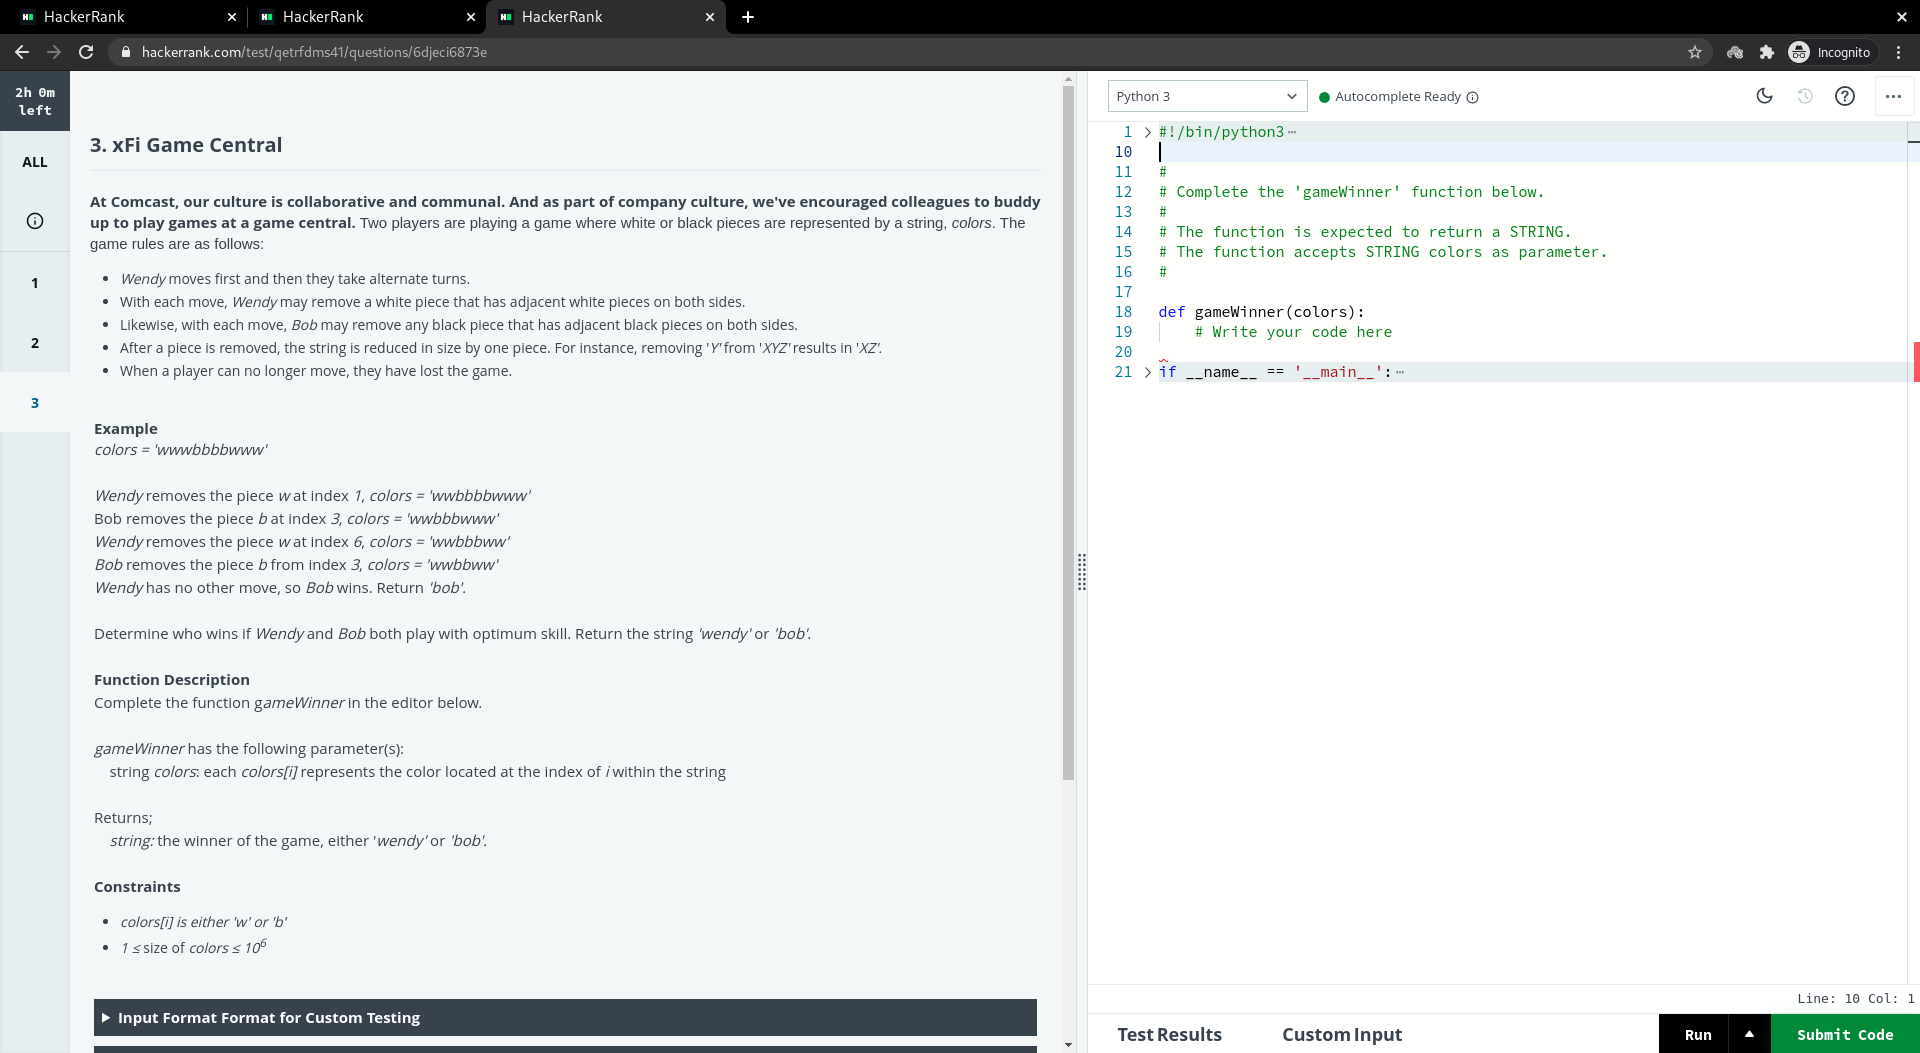 HackerRank
HackerRank
HackerRank
hackerrank.com/test/qetrfdms41/questions/6djeci6873e
Incognito
2h 0m
left
ALL
1
2
3
3. xFi Game Central
At Comcast, our culture is collaborative and communal. And as part of company culture, we've encouraged colleagues to buddy
up to play games at a game central. Two players are playing a game where white or black pieces are represented by a string, colors. The
game rules are as follows:
• Wendy moves first and then they take alternate turns.
• With each move, Wendy may remove a white piece that has adjacent white pieces on both sides.
• Likewise, with each move, Bob may remove any black piece that has adjacent black pieces on both sides.
• After a piece is removed, the string is reduced in size by one piece. For instance, removing 'Y' from 'XYZ' results in 'XZ'.
• When a player can no longer move, they have lost the game.
Example
colors = 'wwwbbbbwww'
Wendy removes the piece w at index 1, colors = 'wwbbbbwww'
Bob removes the piece b at index 3, colors = 'wwbbbwww'
Wendy removes the piece w at index 6, colors = 'wwbbbww'
Bob removes the piece b from index 3, colors = 'wwbbww'
Wendy has no other move, so Bob wins. Return 'bob'.
Determine who wins if Wendy and Bob both play with optimum skill. Return the string 'wendy' or 'bob'.
Function Description
Complete the function gameWinner in the editor below.
gameWinner has the following parameter(s):
string colors: each colors[i] represents the color located at the index of i within the string
Returns;
string: the winner of the game, either 'wendy' or 'bob'.
Constraints
• colors[i] is either 'w' or 'b'
• 1 ≤ size of colors ≤ 10^6
Input Format Format for Custom Testing
Python 3
Autocomplete Ready
1 #!/bin/python3
10
11 #
12 # Complete the 'gameWinner' function below.
13 #
14 # The function is expected to return a STRING.
15 # The function accepts STRING colors as parameter.
16 #
17
18 def gameWinner(colors):
19 # Write your code here
20
21 if __name__ == '__main__':
Line: 10 Col: 1
Test Results
Custom Input
Run
Submit Code